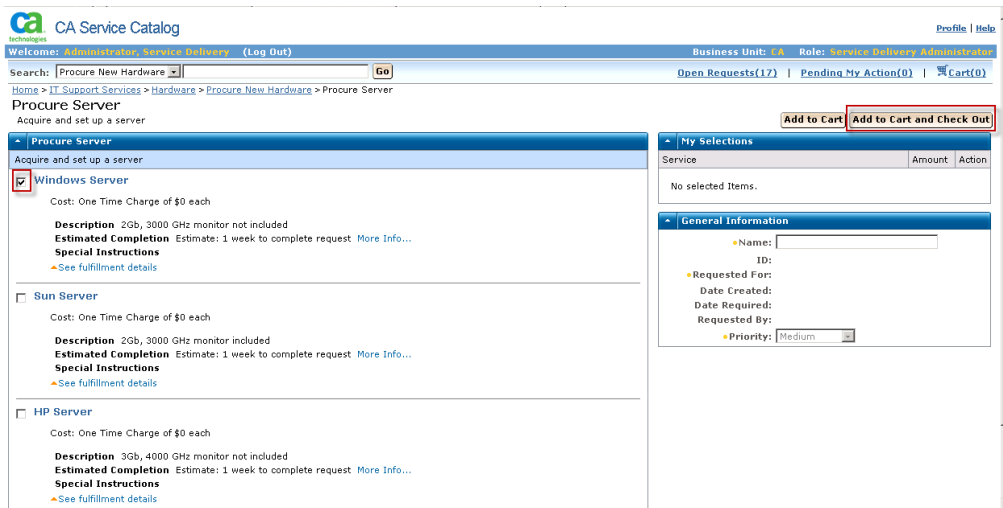 ca
technologies
CA Service Catalog
Profile | Help
Welcome: Administrator, Service Delivery (Log Out)
Business Unit: CA Role: Service Delivery Administrator
Search: Procure New Hardware Go
Open Requests(17) | Pending My Action(0) | Cart(0)
Home > IT Support Services > Hardware > Procure New Hardware > Procure Server
Procure Server
Acquire and set up a server
Add to Cart Add to Cart and Check Out
Procure Server
Acquire and set up a server
Windows Server
Cost: One Time Charge of $0 each
Description 2Gb, 3000 GHz monitor not included
Estimated Completion Estimate: 1 week to complete request More Info...
Special Instructions
See fulfillment details
Sun Server
Cost: One Time Charge of $0 each
Description 2Gb, 3000 GHz monitor included
Estimated Completion Estimate: 1 week to complete request More Info...
Special Instructions
See fulfillment details
HP Server
Cost: One Time Charge of $0 each
Description 3Gb, 4000 GHz monitor not included
Estimated Completion Estimate: 1 week to complete request More Info...
Special Instructions
See fulfillment details
My Selections
Service Amount Action
No selected Items.
General Information
Name:
ID:
Requested For:
Date Created:
Date Required:
Requested By:
Priority: Medium